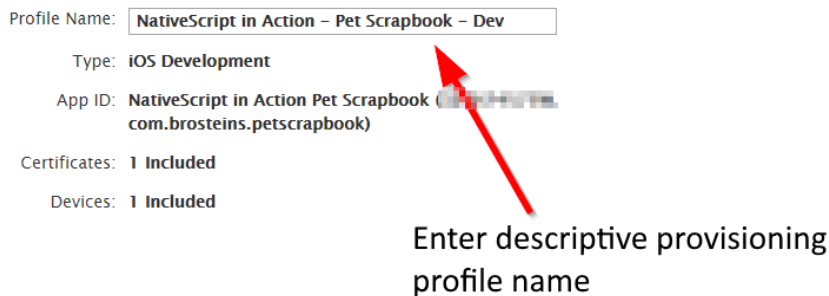 Profile Name: NativeScript in Action – Pet Scrapbook – Dev
Type: iOS Development
App ID: NativeScript in Action Pet Scrapbook (
com.brosteins.petscrapbook)
Certificates: 1 Included
Devices: 1 Included
Enter descriptive provisioning
profile name